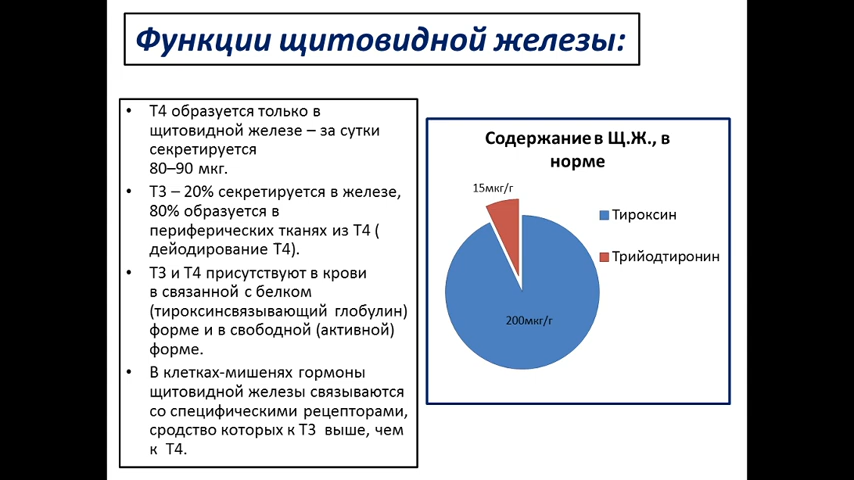 Функции щитовидной железы:
• Т4 образуется только в
щитовидной железе – за сутки
секретируется
80–90 мкг.
• Т3 – 20% секретируется в железе,
80% образуется в
периферических тканях из Т4 (
дейодирование Т4).
• Т3 и Т4 присутствуют в крови
в связанной с белком
(тироксинсвязывающий глобулин)
форме и в свободной (активной)
форме.
• В клетках-мишенях гормоны
щитовидной железы связываются
со специфическими рецепторами,
сродство которых к Т3 выше, чем
к Т4.
Содержание в Щ.Ж., в
норме
15мкг/г
200мкг/г
Тироксин
Трийодтиронин